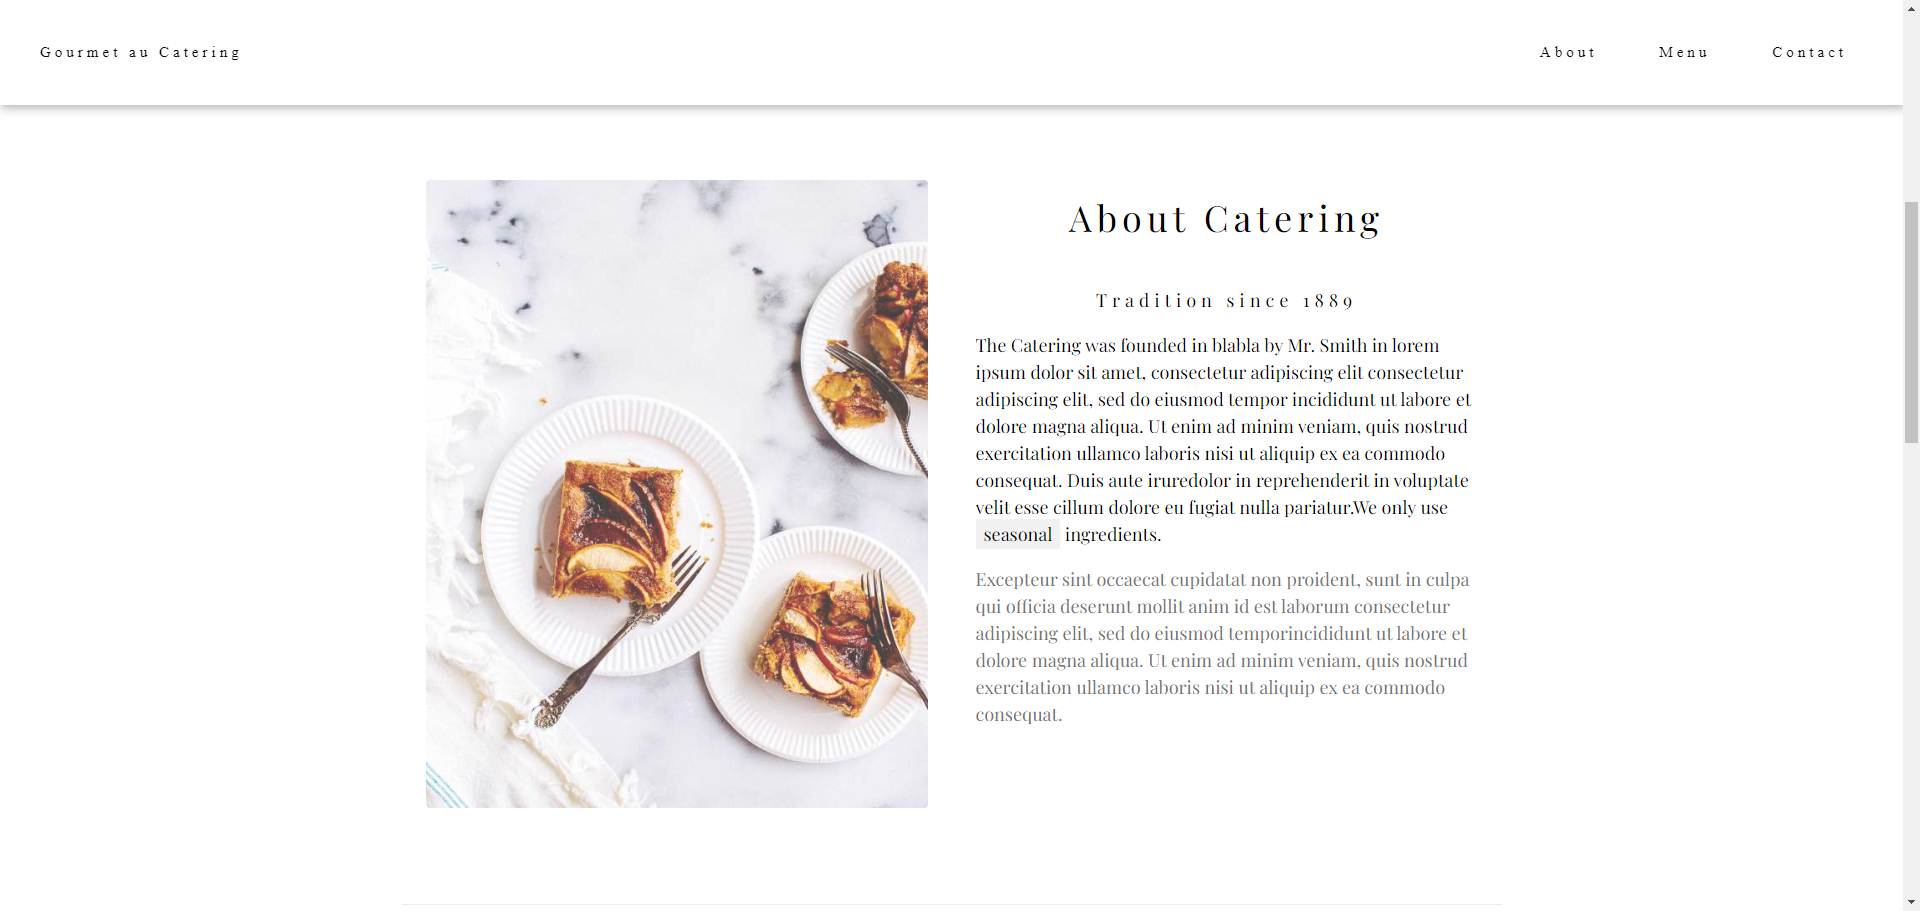 Gourmet au Catering
About Menu Contact
About Catering
Tradition since 1889
The Catering was founded in blabla by Mr. Smith in lorem
ipsum dolor sit amet, consectetur adipiscing elit consectetur
adipiscing elit, sed do eiusmod tempor incididunt ut labore et
dolore magna aliqua. Ut enim ad minim veniam, quis nostrud
exercitation ullamco laboris nisi ut aliquip ex ea commodo
consequat. Duis aute iruredolor in reprehenderit in voluptate
velit esse cillum dolore eu fugiat nulla pariatur.We only use
seasonal ingredients.
Excepteur sint occaecat cupidatat non proident, sunt in culpa
qui officia deserunt mollit anim id est laborum consectetur
adipiscing elit, sed do eiusmod temporincididunt ut labore et
dolore magna aliqua. Ut enim ad minim veniam, quis nostrud
exercitation ullamco laboris nisi ut aliquip ex ea commodo
consequat.